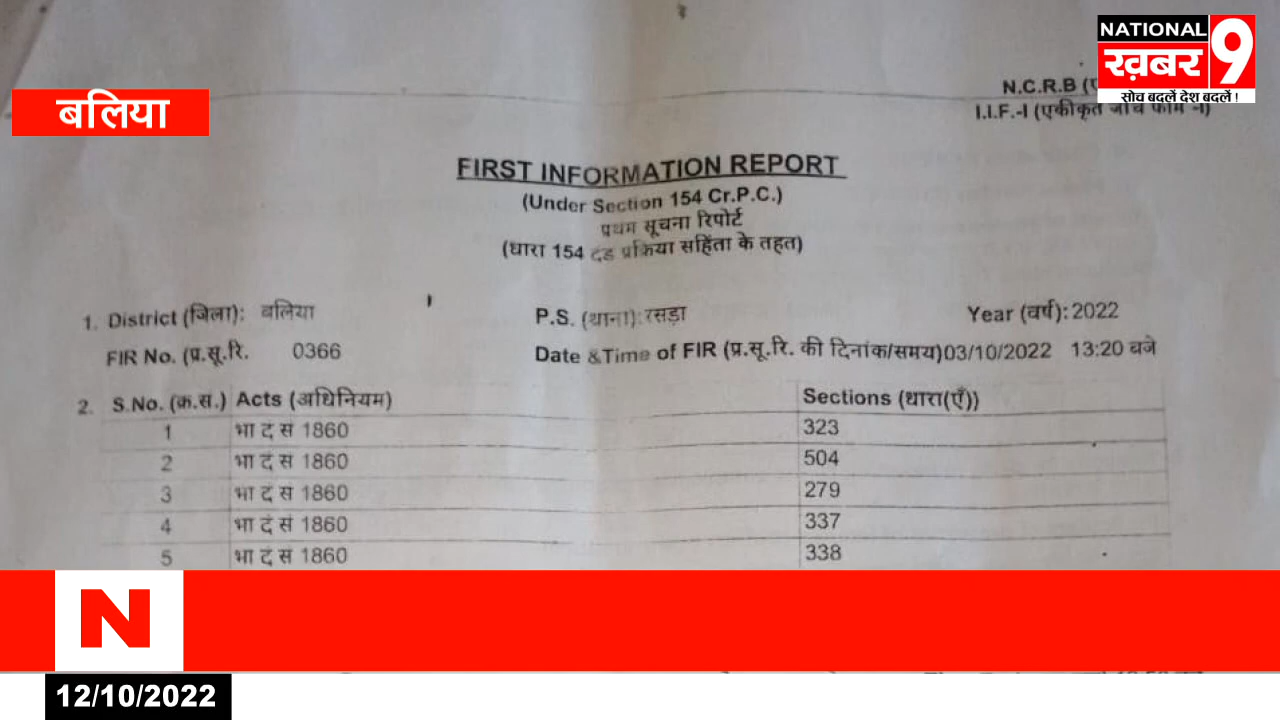 NATIONAL
ख़बर 9
सोच बदलें देश बदलें !
बलिया
N.C.R.B
I.I.F.-I (एकीकृत जाँच फॉर्म
FIRST INFORMATION REPORT
(Under Section 154 Cr.P.C.)
प्रथम सूचना रिपोर्ट
(धारा 154 दंड प्रक्रिया सहिंता के तहत)
1. District (जिला): बलिया P.S. (थाना): रसड़ा Year (वर्ष): 2022
FIR No. (प्र.सू.रि. 0366 Date &Time of FIR (प्र.सू.रि. की दिनांक/समय)03/10/2022 13:20 बजे
2. S.No. (क.स.) Acts (अधिनियम) Sections (धारा(एँ))
1 भा दं सं 1860 323
2 भा दं सं 1860 504
3 भा दं सं 1860 279
4 भा दं सं 1860 337
5 भा दं सं 1860 338
N
12/10/2022